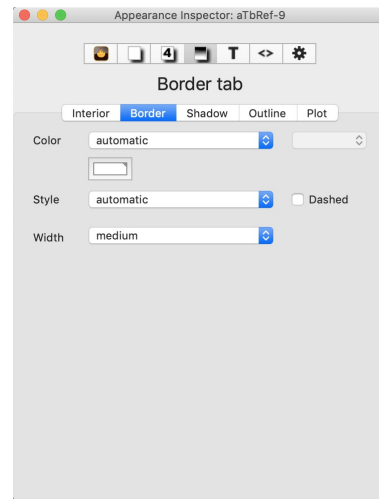 Appearance Inspector: aTbRef-9
4 T <>
Border tab
Interior Border Shadow Outline Plot
Color automatic
Style automatic Dashed
Width medium